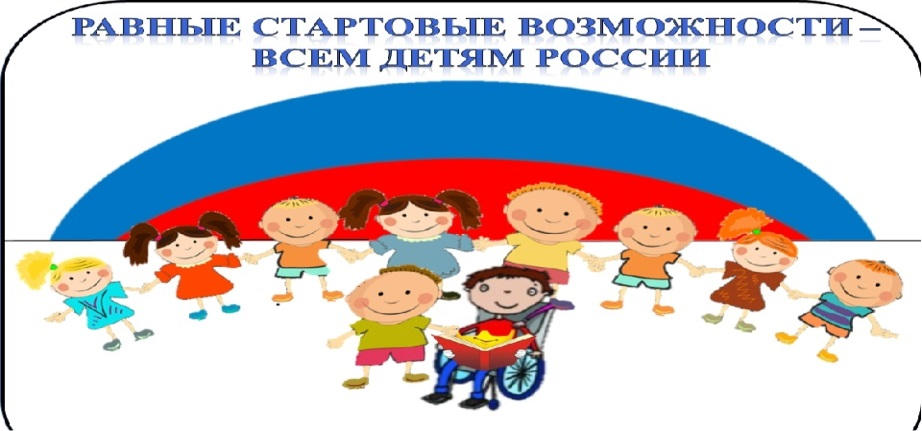 РАВНЫЕ СТАРТОВЫЕ ВОЗМОЖНОСТИ –
ВСЕМ ДЕТЯМ РОССИИ